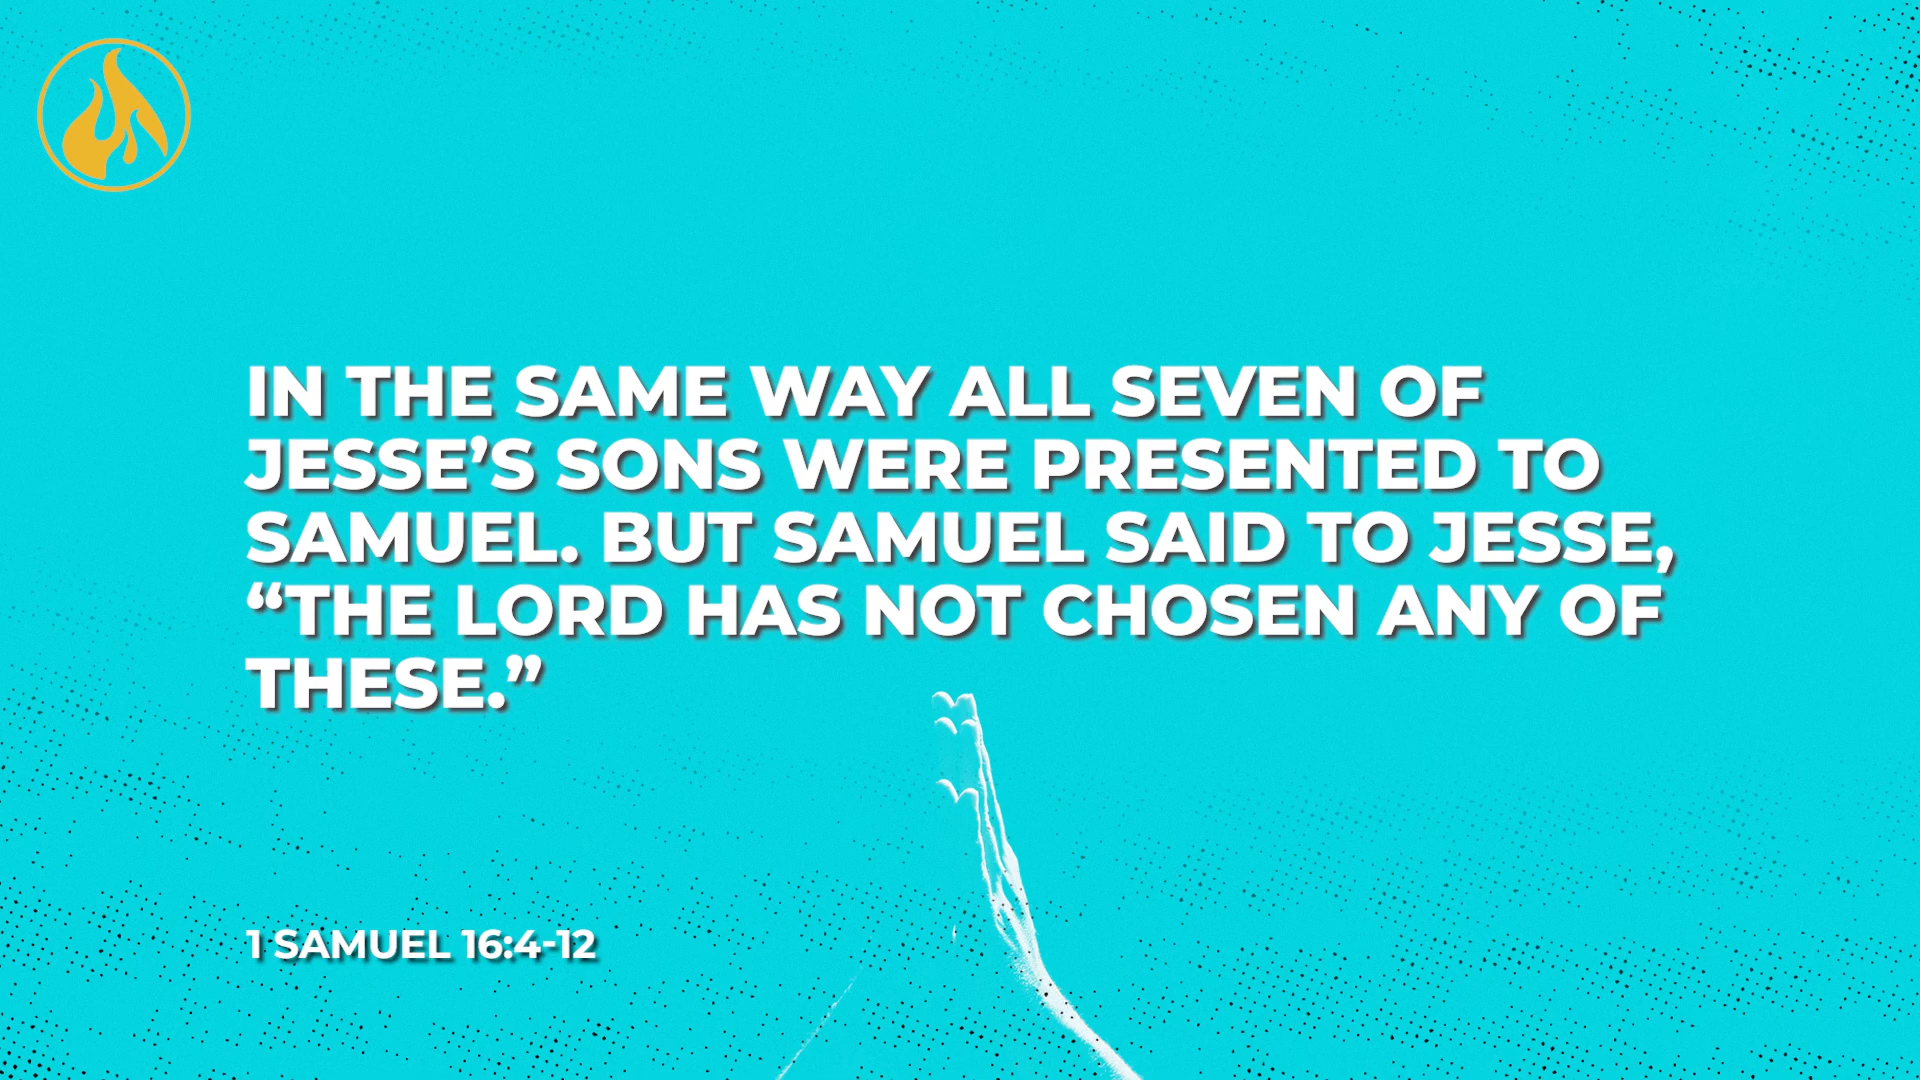 IN THE SAME WAY ALL SEVEN OF
JESSE’S SONS WERE PRESENTED TO
SAMUEL. BUT SAMUEL SAID TO JESSE,
“THE LORD HAS NOT CHOSEN ANY OF
THESE.”
1 SAMUEL 16:4-12